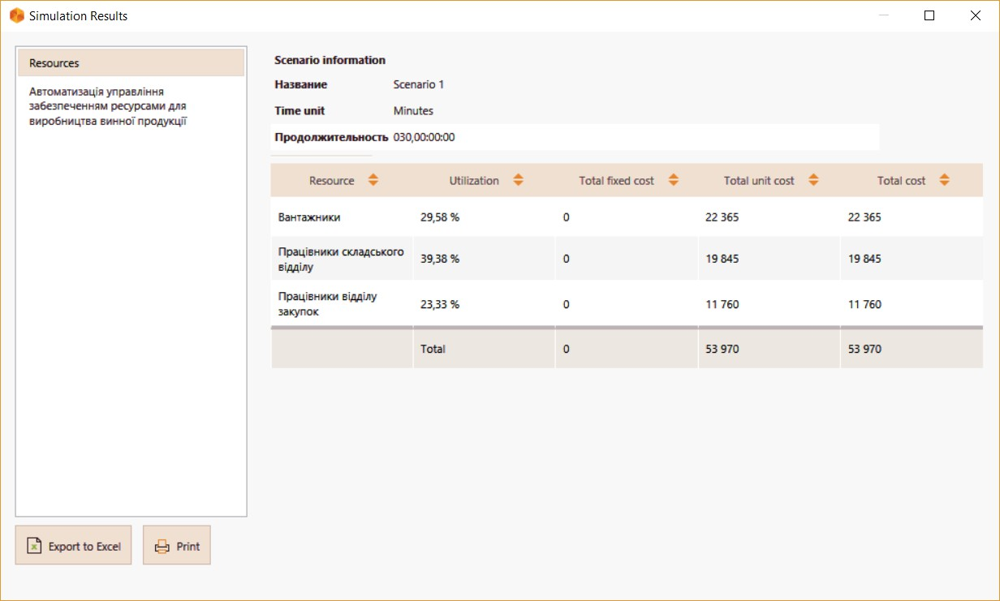 Simulation Results
Resources
Автоматизація управління
забезпеченням ресурсами для
виробництва винної продукції
Scenario information
Название Scenario 1
Time unit Minutes
Продолжительность 030,00:00:00
Resource Utilization Total fixed cost Total unit cost Total cost
Вантажники 29,58 % 0 22 365 22 365
Працівники складського
відділу 39,38 % 0 19 845 19 845
Працівники відділу
закупок 23,33 % 0 11 760 11 760
Total 0 53 970 53 970
Export to Excel Print